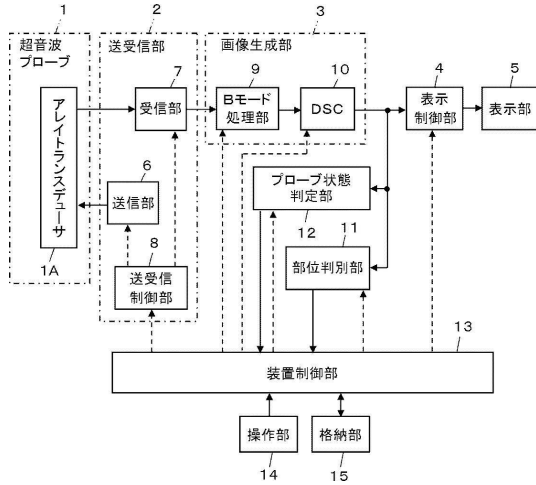 1
2
3
超音波
プローブ
送受信部
画像生成部
7
9
10
4
5
アレイトランスデューサ
受信部
Bモード
処理部
DSC
表示
制御部
表示部
6
送信部
プローブ状態
判定部
12
11
1A
8
送受信
制御部
部位判別部
13
装置制御部
操作部
格納部
14
15